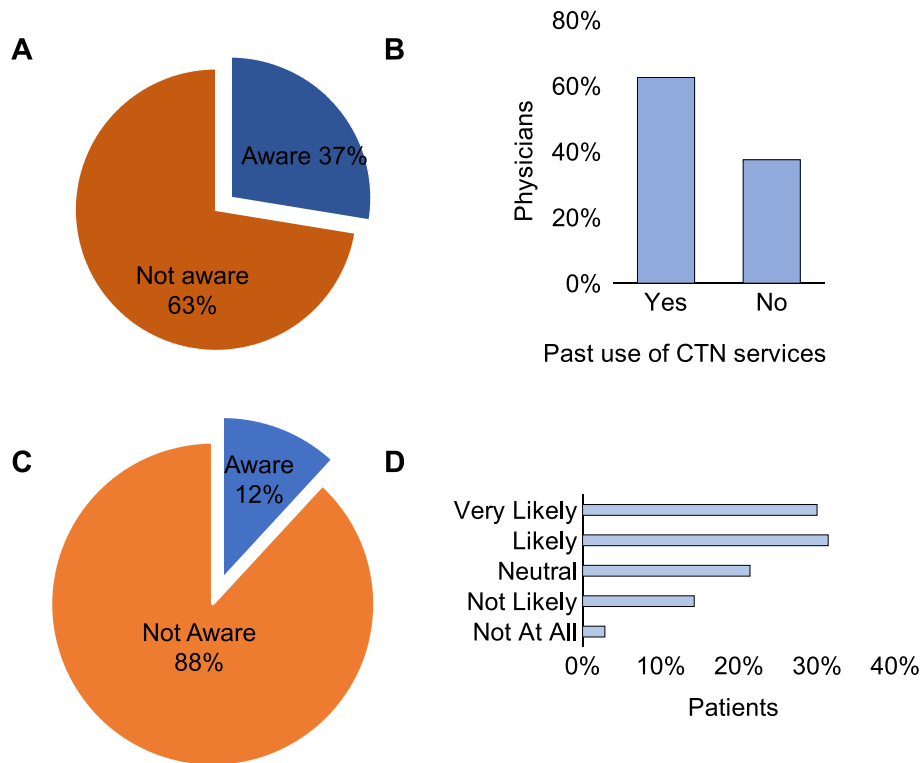 A
Aware 37%
Not aware
63%
B
80%
60%
40%
20%
0%
Physicians
Yes No
Past use of CTN services
C
Aware
12%
Not Aware
88%
D
Very Likely
Likely
Neutral
Not Likely
Not At All
0% 10% 20% 30% 40%
Patients